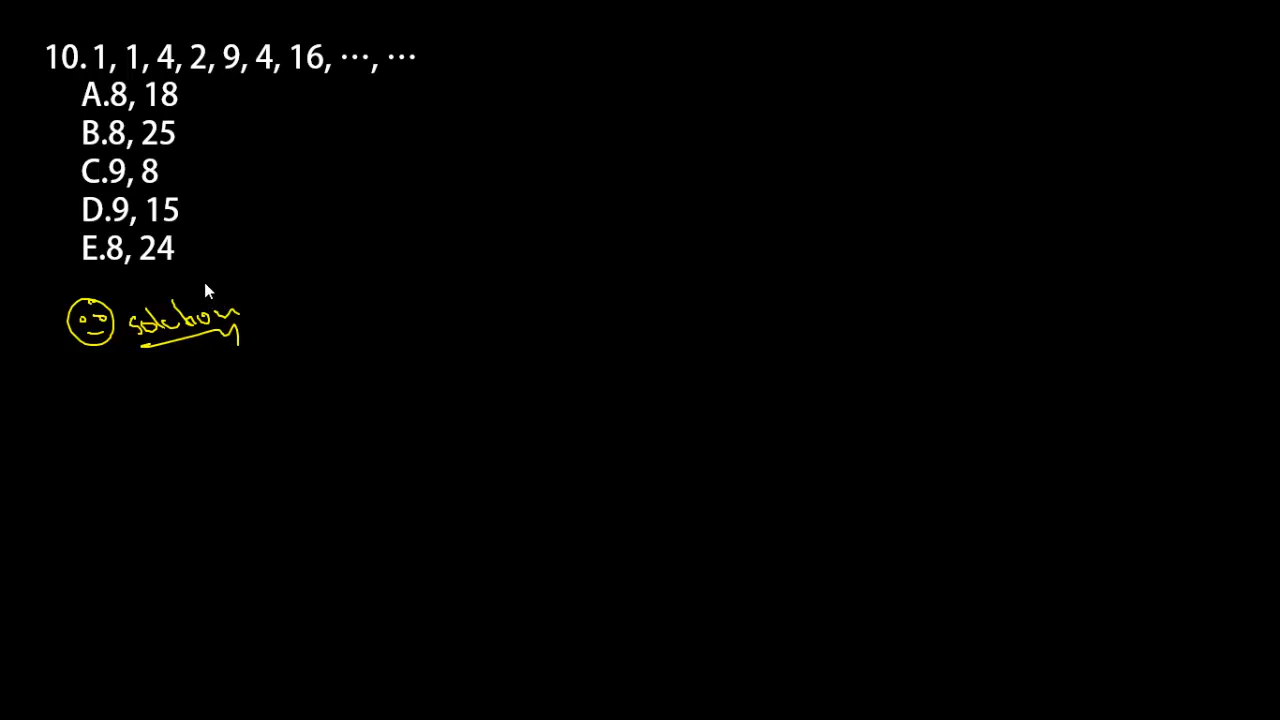 10. 1, 1, 4, 2, 9, 4, 16, ⋯, ⋯
A.8, 18
B.8, 25
C.9, 8
D.9, 15
E.8, 24
solution